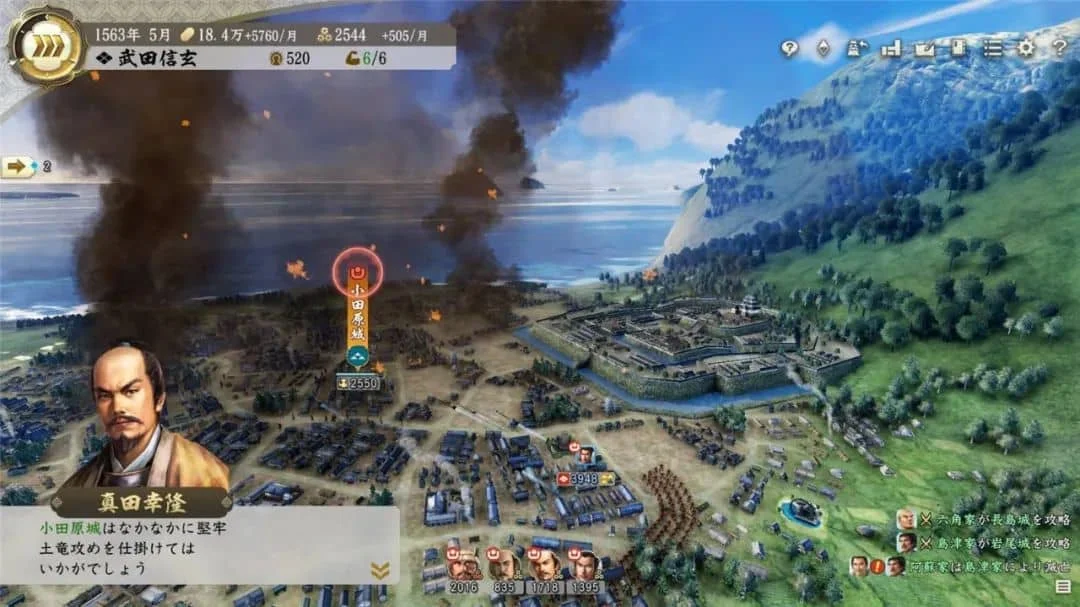 1563年 5月 18.4万+5760/月 2544 +505/月
武田信玄 520 6/6
2
小田原城
2550
3948
真田幸隆
小田原城はなかなかに堅牢
土竜攻めを仕掛けては
いかがでしょう
2016 835 1718 1395
六角家が長島城を攻略
島津家が岩尾城を攻略
阿蘇家は島津家により滅亡